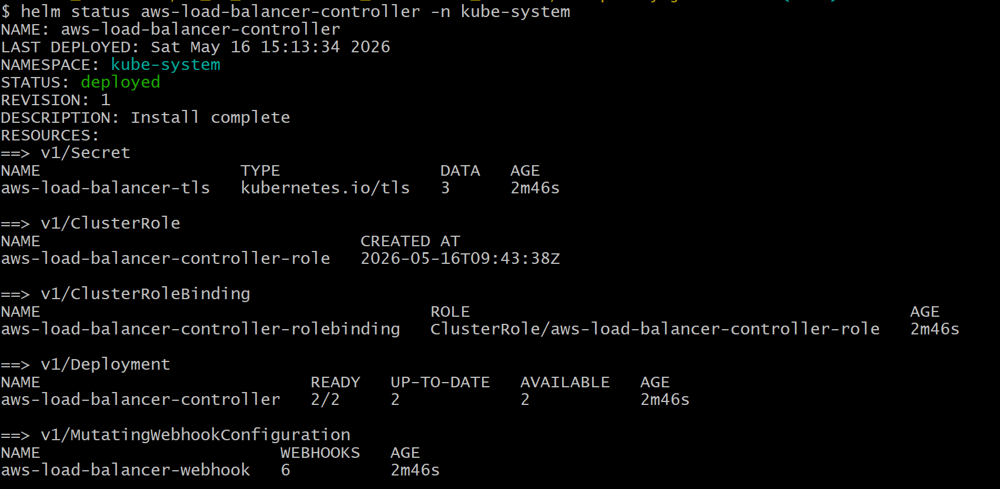 $ helm status aws-load-balancer-controller -n kube-system
NAME: aws-load-balancer-controller
LAST DEPLOYED: Sat May 16 15:13:34 2026
NAMESPACE: kube-system
STATUS: deployed
REVISION: 1
DESCRIPTION: Install complete
RESOURCES:
==> v1/Secret
NAME                    TYPE                DATA   AGE
aws-load-balancer-tls   kubernetes.io/tls   3      2m46s

==> v1/ClusterRole
NAME                                CREATED AT
aws-load-balancer-controller-role   2026-05-16T09:43:38Z

==> v1/ClusterRoleBinding
NAME                                       ROLE                                            AGE
aws-load-balancer-controller-rolebinding   ClusterRole/aws-load-balancer-controller-role   2m46s

==> v1/Deployment
NAME                           READY   UP-TO-DATE   AVAILABLE   AGE
aws-load-balancer-controller   2/2     2            2           2m46s

==> v1/MutatingWebhookConfiguration
NAME                        WEBHOOKS   AGE
aws-load-balancer-webhook   6          2m46s